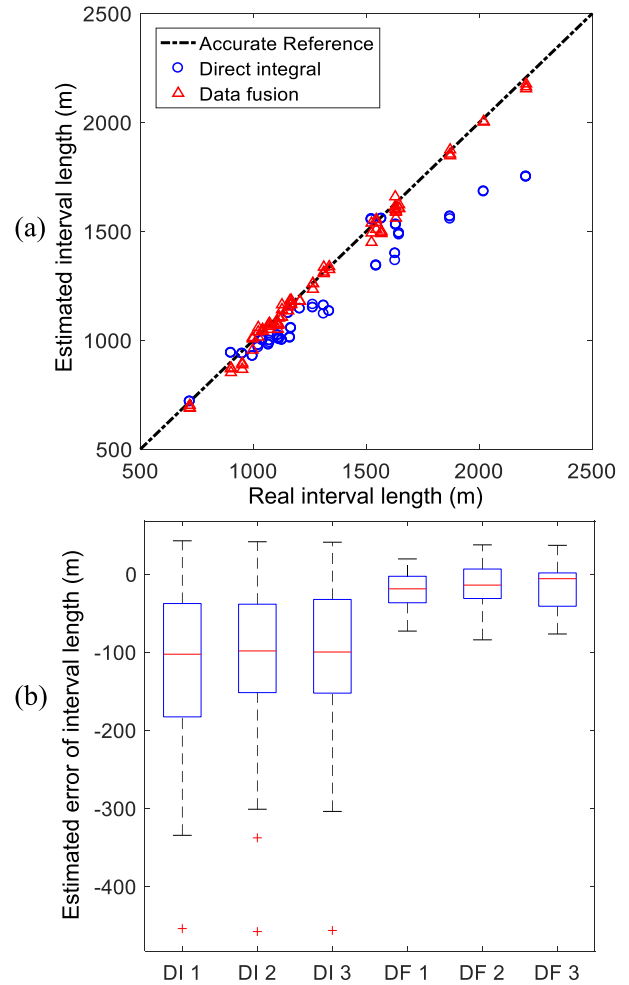 (a)
Estimated interval length (m)
2500
2000
1500
1000
500
Accurate Reference
Direct integral
Data fusion
500 1000 1500 2000 2500
Real interval length (m)
(b)
Estimated error of interval length (m)
0
-100
-200
-300
-400
DI 1 DI 2 DI 3 DF 1 DF 2 DF 3